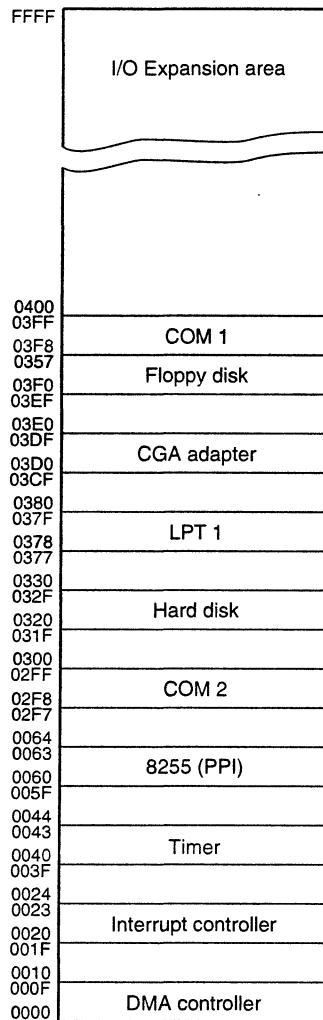 FFFF
I/O Expansion area
0400
03FF
COM 1
03F8
0357
Floppy disk
03F0
03EF
03E0
03DF
CGA adapter
03D0
03CF
0380
037F
LPT 1
0378
0377
0330
032F
Hard disk
0320
031F
0300
02FF
COM 2
02F8
02F7
0064
0063
8255 (PPI)
0060
005F
0044
0043
Timer
0040
003F
0024
0023
Interrupt controller
0020
001F
0010
000F
DMA controller
0000